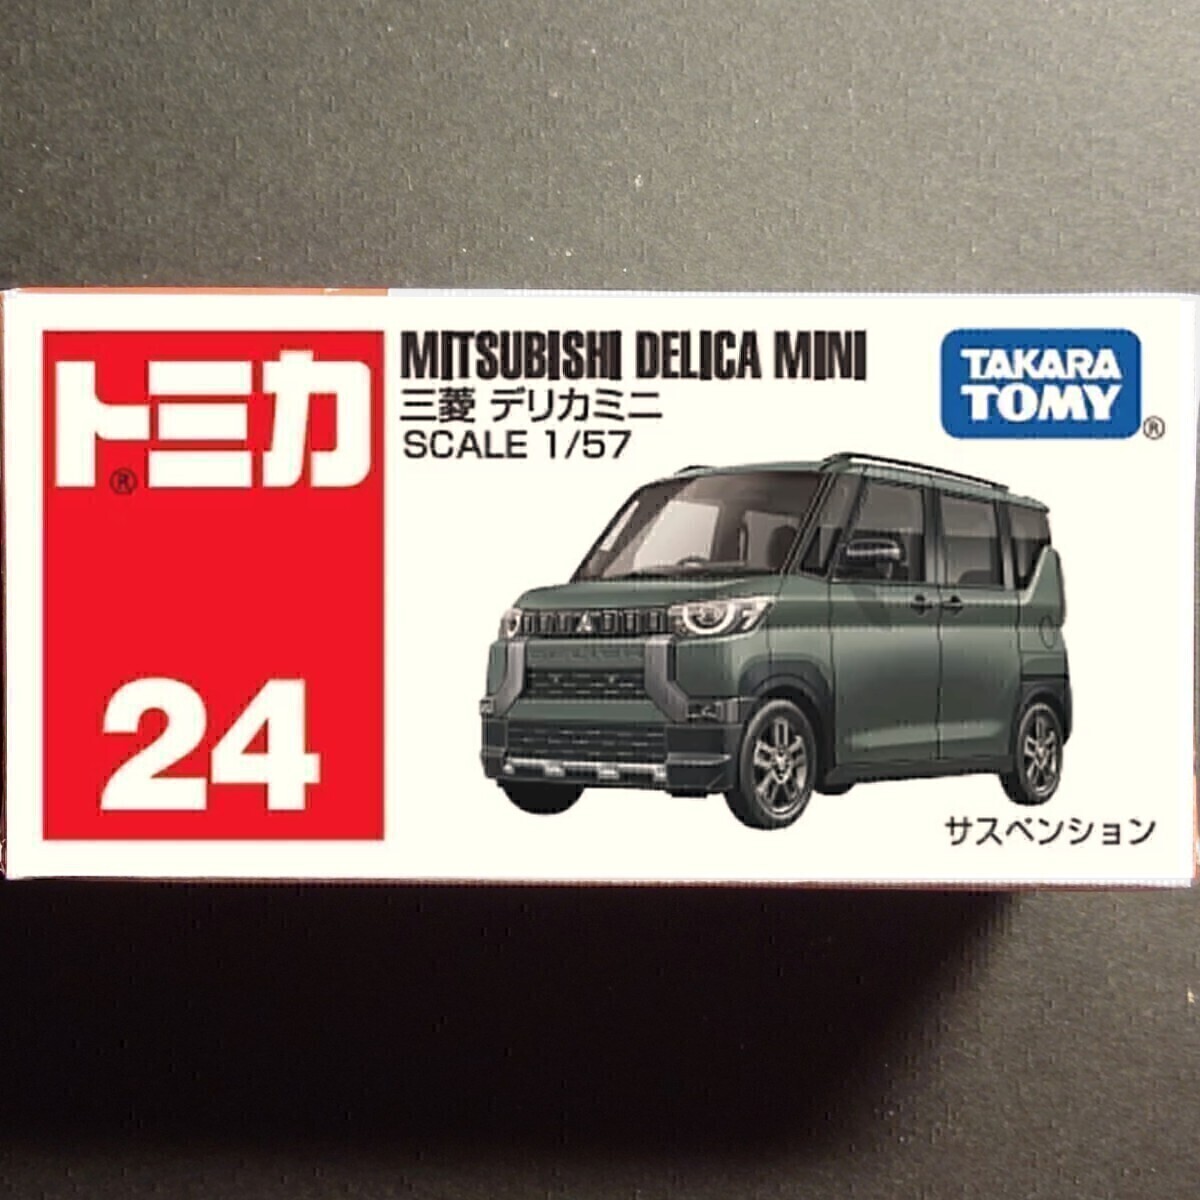 トミカ
®
24
MITSUBISHI DELICA MINI
三菱 デリカミニ
SCALE 1/57
TAKARA
TOMY
®
サスペンション